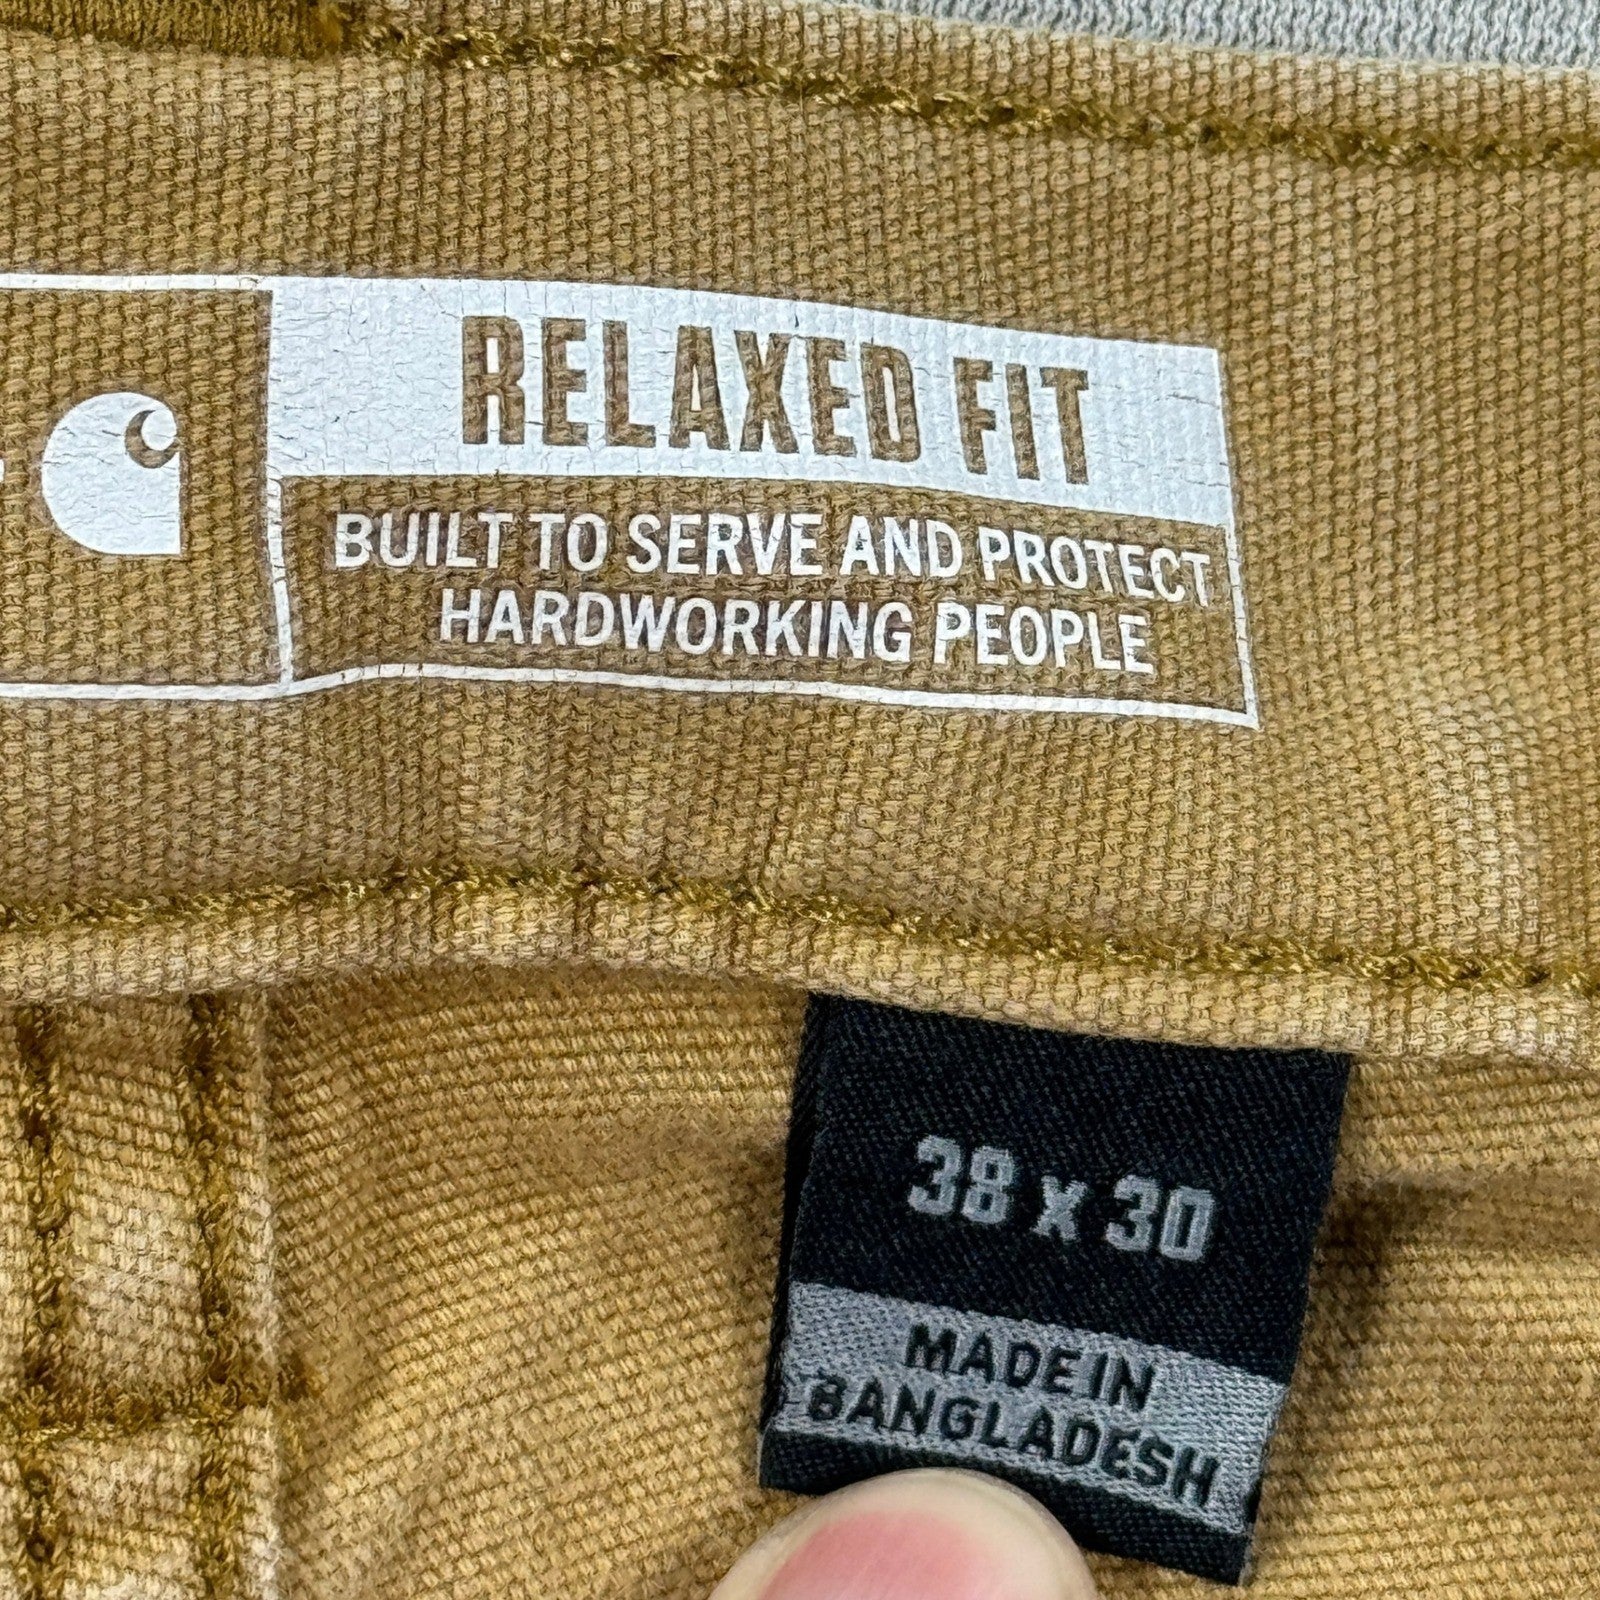 RELAXED FIT
BUILT TO SERVE AND PROTECT
HARDWORKING PEOPLE
38 x 30
MADE IN
BANGLADESH